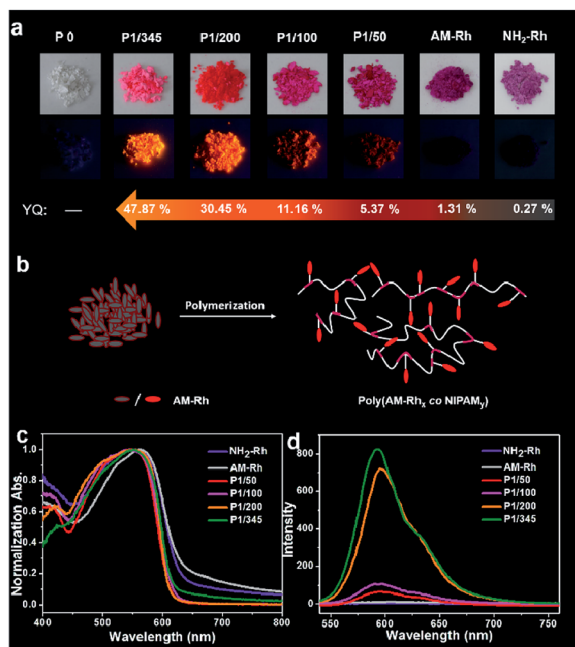 a
P 0 P1/345 P1/200 P1/100 P1/50 AM-Rh NH2-Rh
YQ: — 47.87 % 30.45 % 11.16 % 5.37 % 1.31 % 0.27 %
b
Polymerization
/ AM-Rh
Poly(AM-Rhx co NIPAMy)
c
Normalization Abs.
1.0
0.8
0.6
0.4
0.2
0.0
NH2-Rh
AM-Rh
P1/50
P1/100
P1/200
P1/345
400 500 600 700 800
Wavelength (nm)
d
Intensity
800
600
400
200
0
NH2-Rh
AM-Rh
P1/50
P1/100
P1/200
P1/345
550 600 650 700 750
Wavelength (nm)